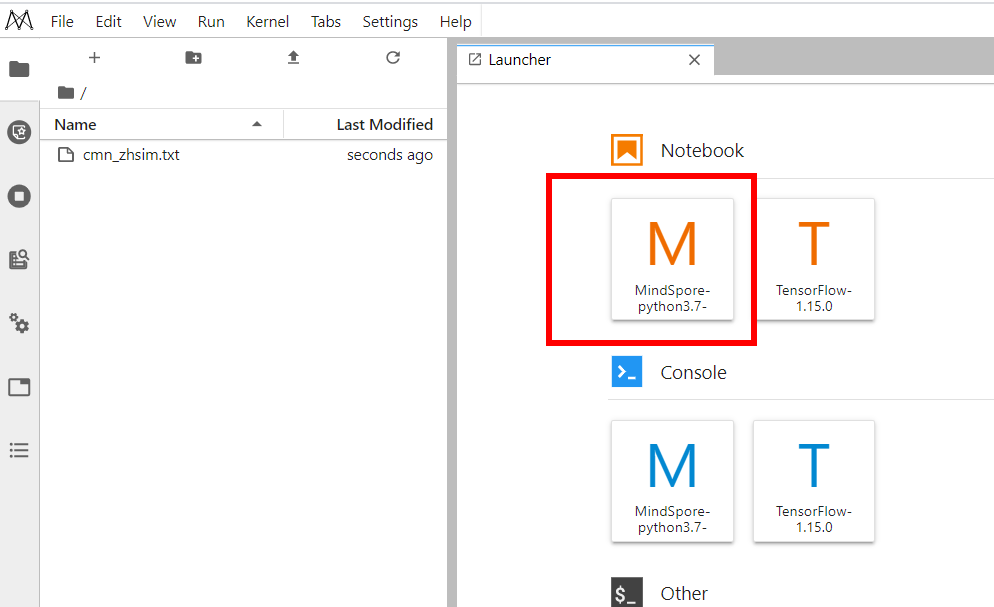 File Edit View Run Kernel Tabs Settings Help
Launcher
/
Name Last Modified
cmn_zhsim.txt seconds ago
Notebook
M T
MindSpore- TensorFlow-
python3.7- 1.15.0
>_ Console
M T
MindSpore- TensorFlow-
python3.7- 1.15.0
$_ Other